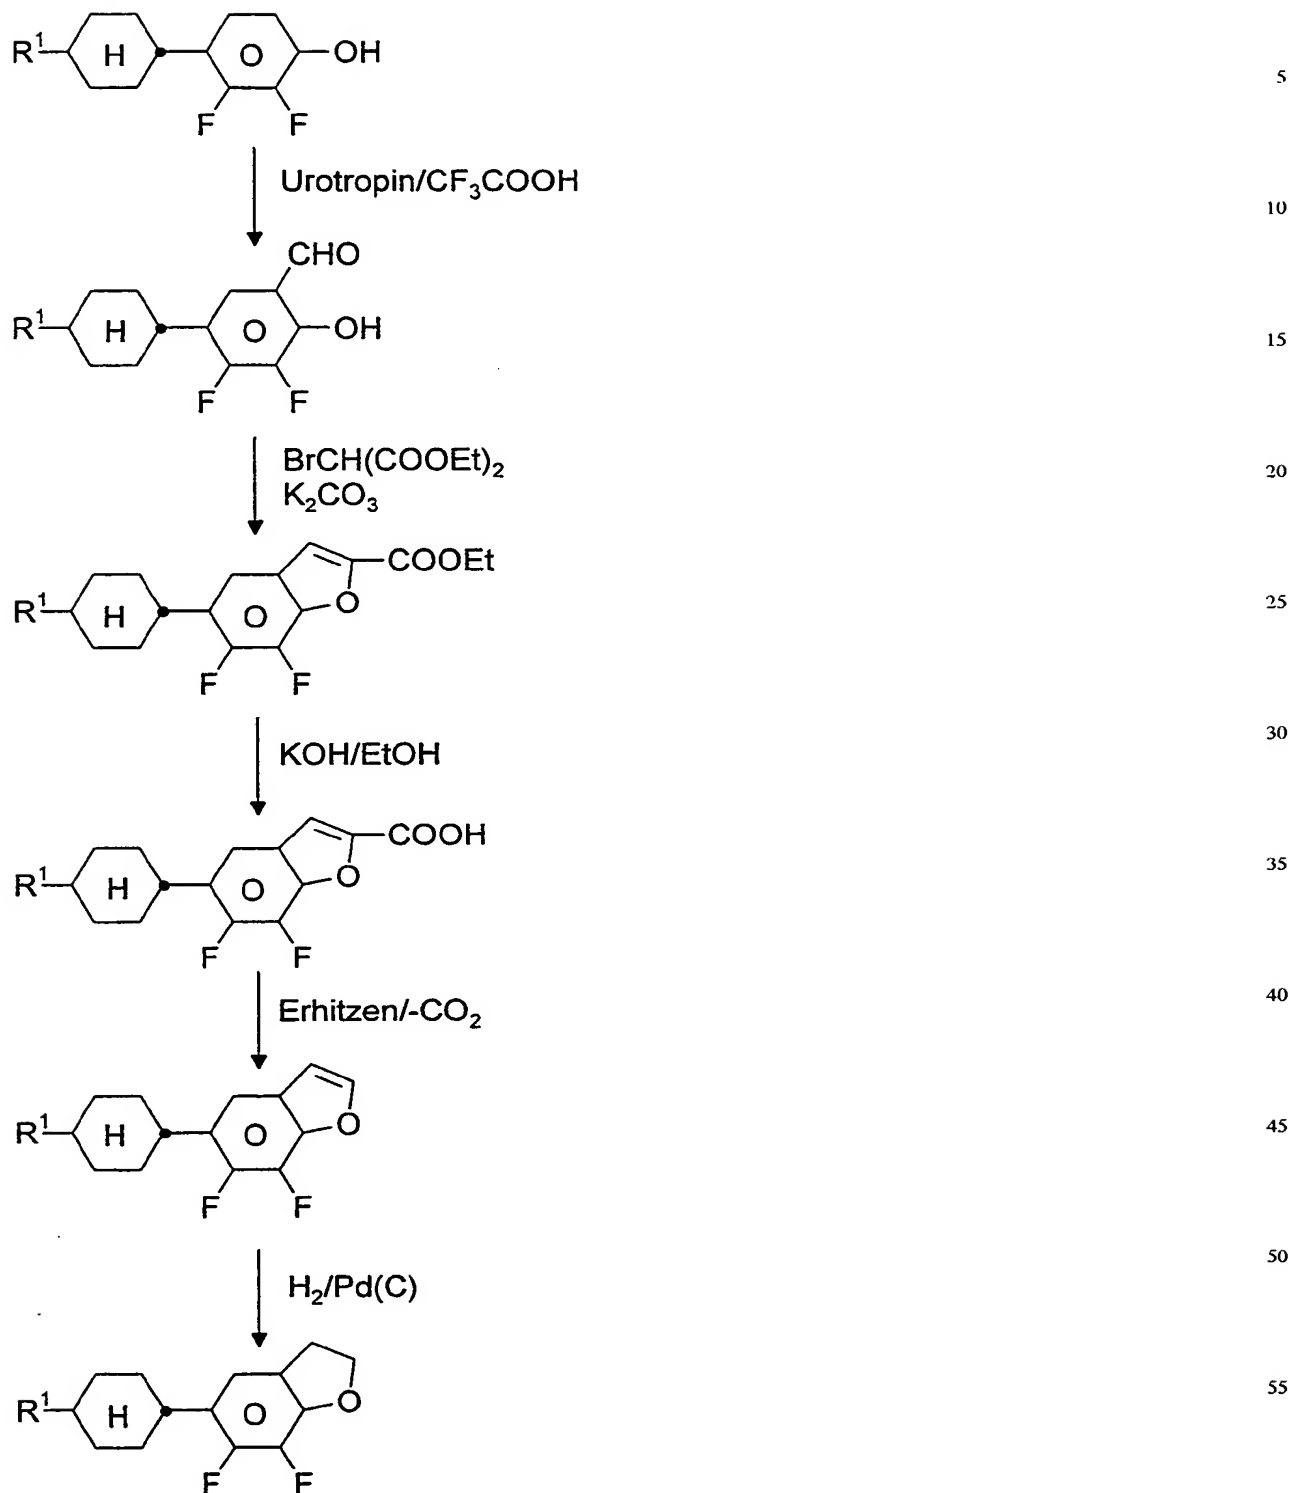 R¹ H O OH
F F
5
Urotropin/CF₃COOH
10
CHO
R¹ H O OH
15
F F
BrCH(COOEt)₂
20
K₂CO₃
COOEt
R¹ H O O
25
F F
30
KOH/EtOH
COOH
35
R¹ H O O
F F
40
Erhitzen/-CO₂
R¹ H O O
45
F F
50
H₂/Pd(C)
55
R¹ H O O
F F